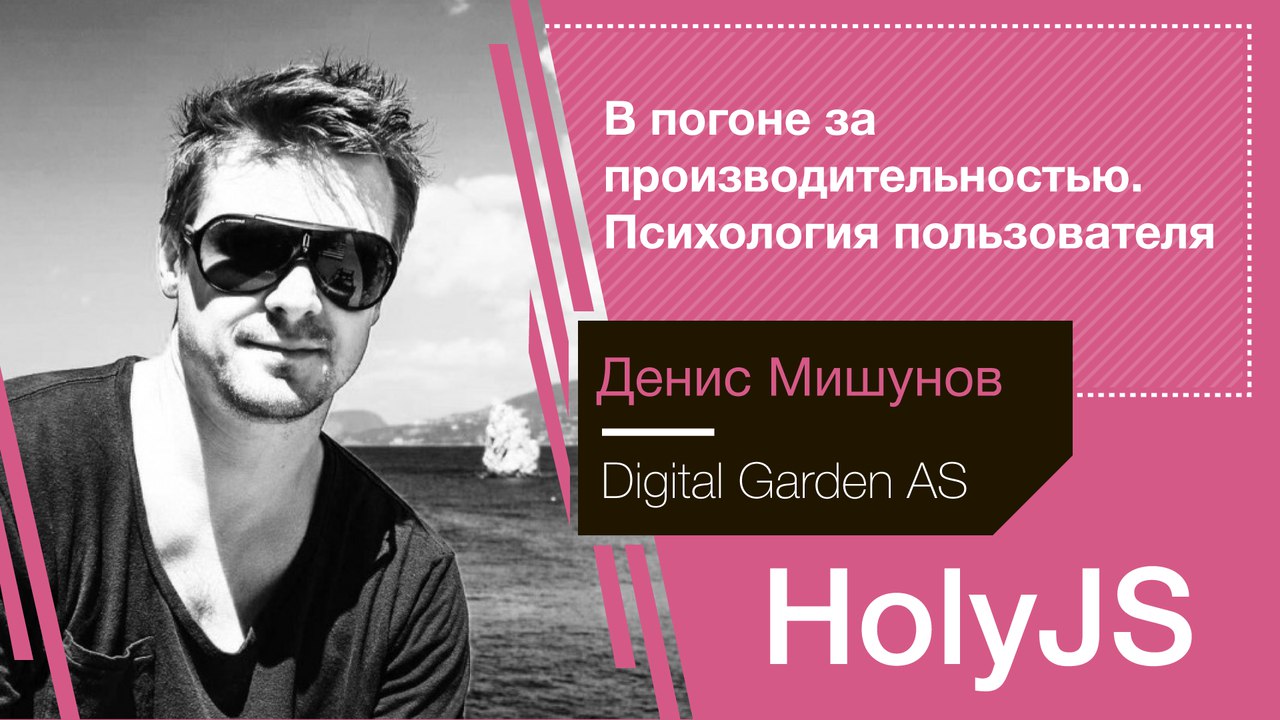 В погоне за
производительностью.
Психология пользователя
Денис Мишунов
Digital Garden AS
HolyJS